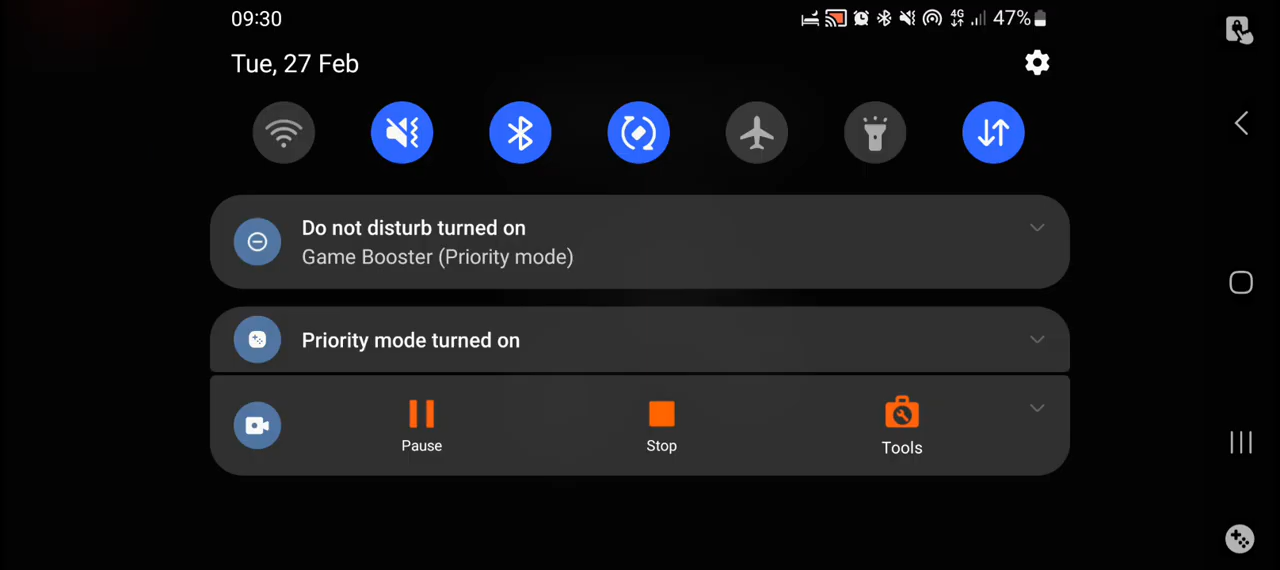 09:30
4G
47%
Tue, 27 Feb
Do not disturb turned on
Game Booster (Priority mode)
Priority mode turned on
Pause
Stop
Tools